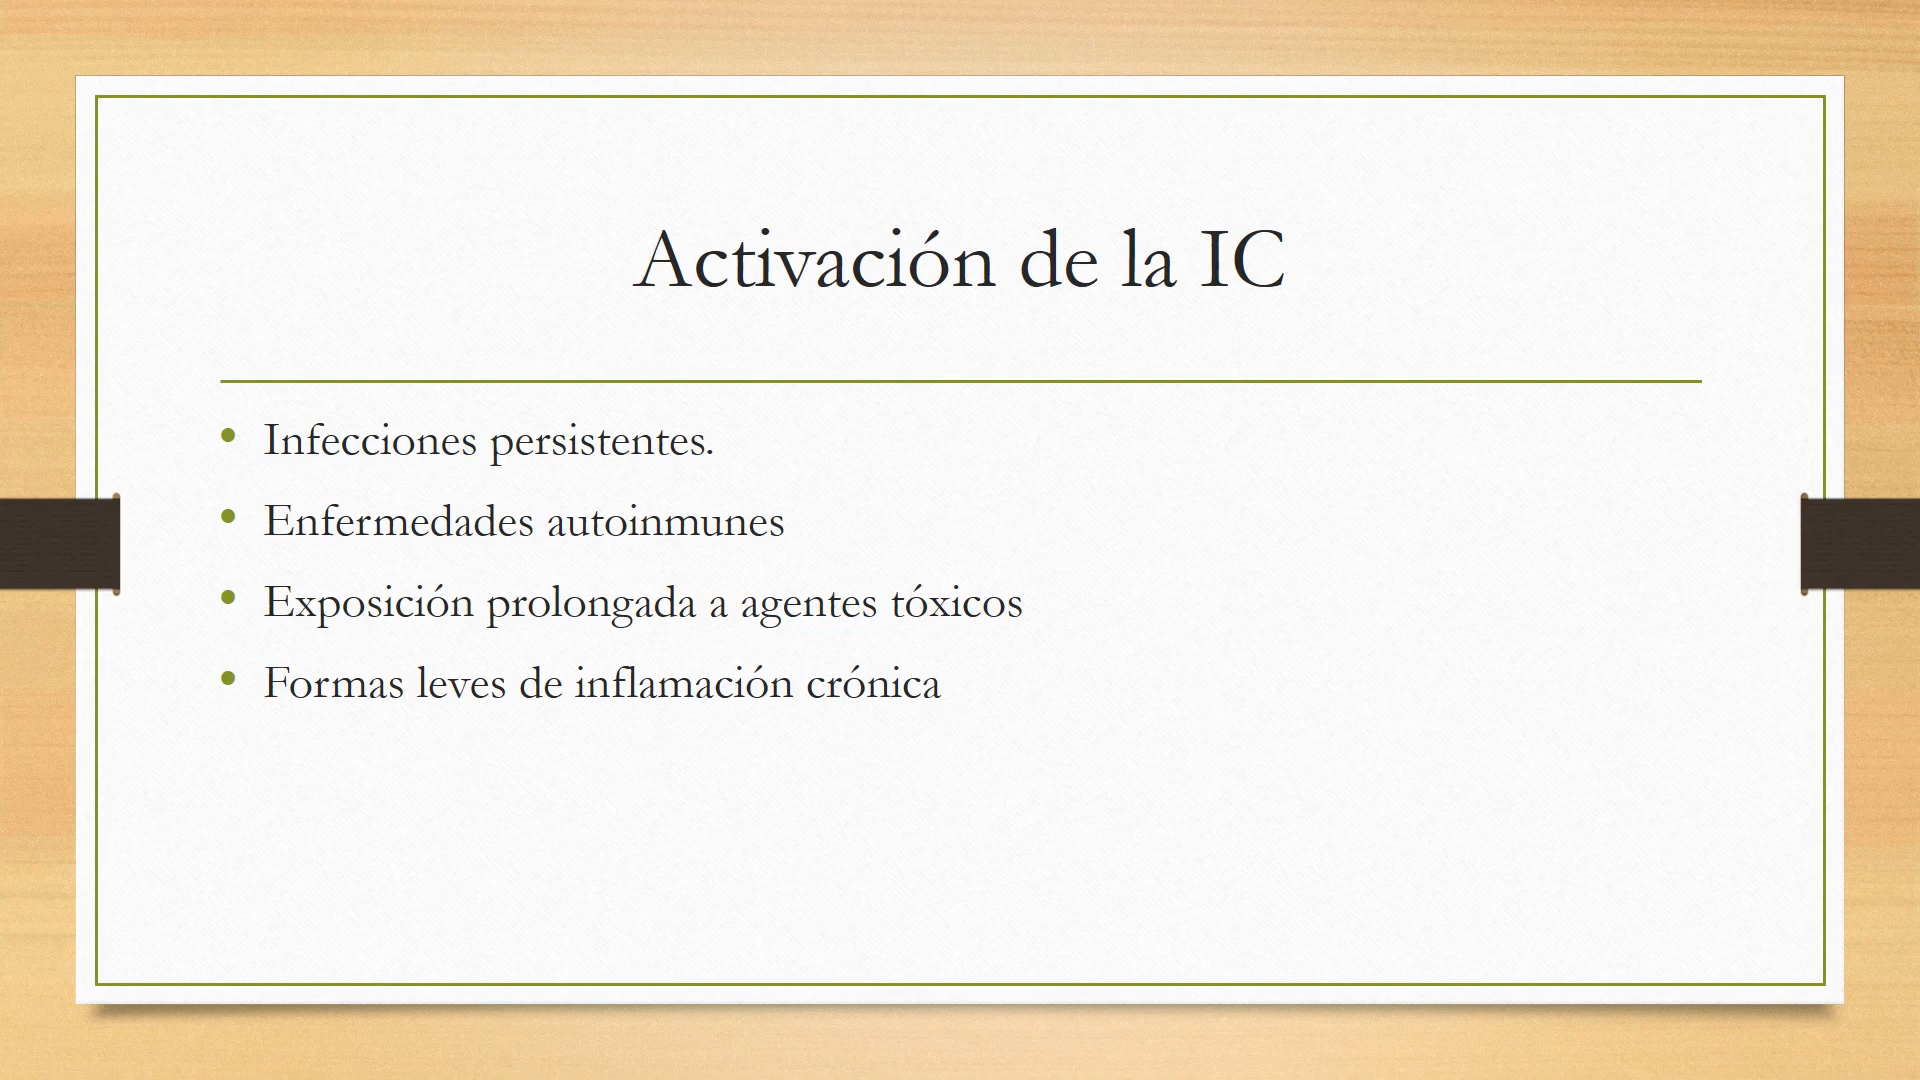 Activación de la IC
• Infecciones persistentes.
• Enfermedades autoinmunes
• Exposición prolongada a agentes tóxicos
• Formas leves de inflamación crónica